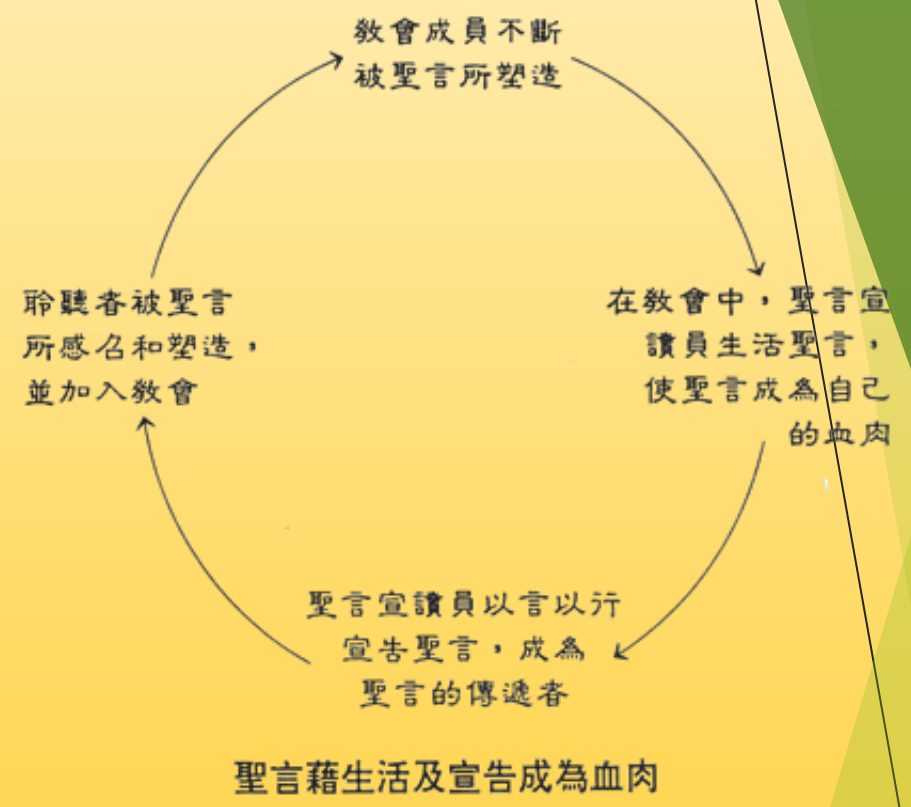 教會成員不斷
被聖言所塑造
在教會中，聖言宣
讀員生活聖言，
使聖言成為自己
的血肉
聖言宣讀員以言以行
宣告聖言，成為
聖言的傳遞者
聆聽者被聖言
所感召和塑造，
並加入教會
聖言藉生活及宣告成為血肉